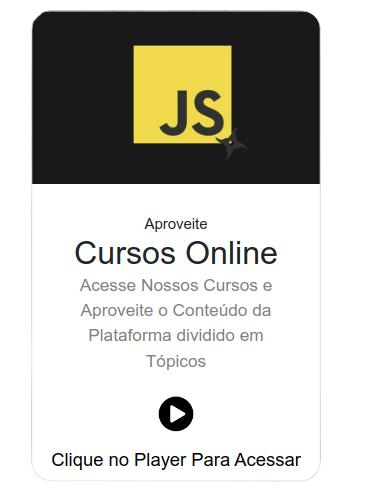 JS
Aproveite
Cursos Online
Acesse Nossos Cursos e
Aproveite o Conteúdo da
Plataforma dividido em
Tópicos
Clique no Player Para Acessar